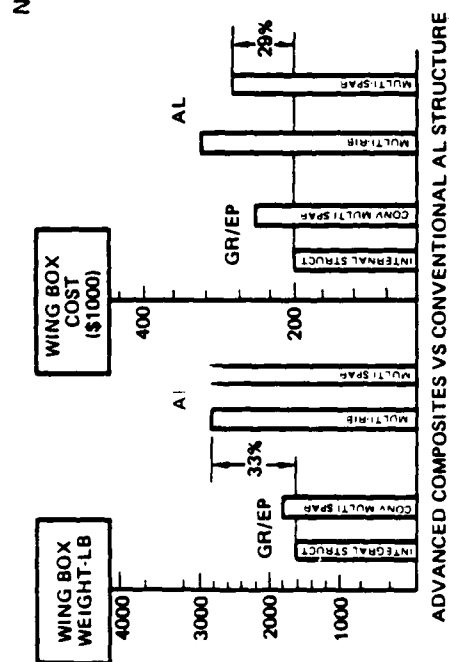 N
WING BOX
WEIGHT-LB
4000
3000
2000
1000
GR/EP
INTEGRAL STRUCT
CONV MULTI SPAR
33%
AI
MULTI-RIB
MULTI SPAR
WING BOX
COST
($1000)
400
200
GR/EP
INTERNAL STRUCT
CONV MULTI SPAR
AL
MULTI-RIB
MULTI-SPAR
29%
ADVANCED COMPOSITES VS CONVENTIONAL AL STRUCTURE